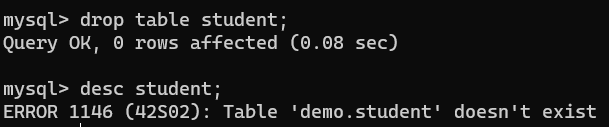 mysql> drop table student;
Query OK, 0 rows affected (0.08 sec)
mysql> desc student;
ERROR 1146 (42S02): Table 'demo.student' doesn't exist